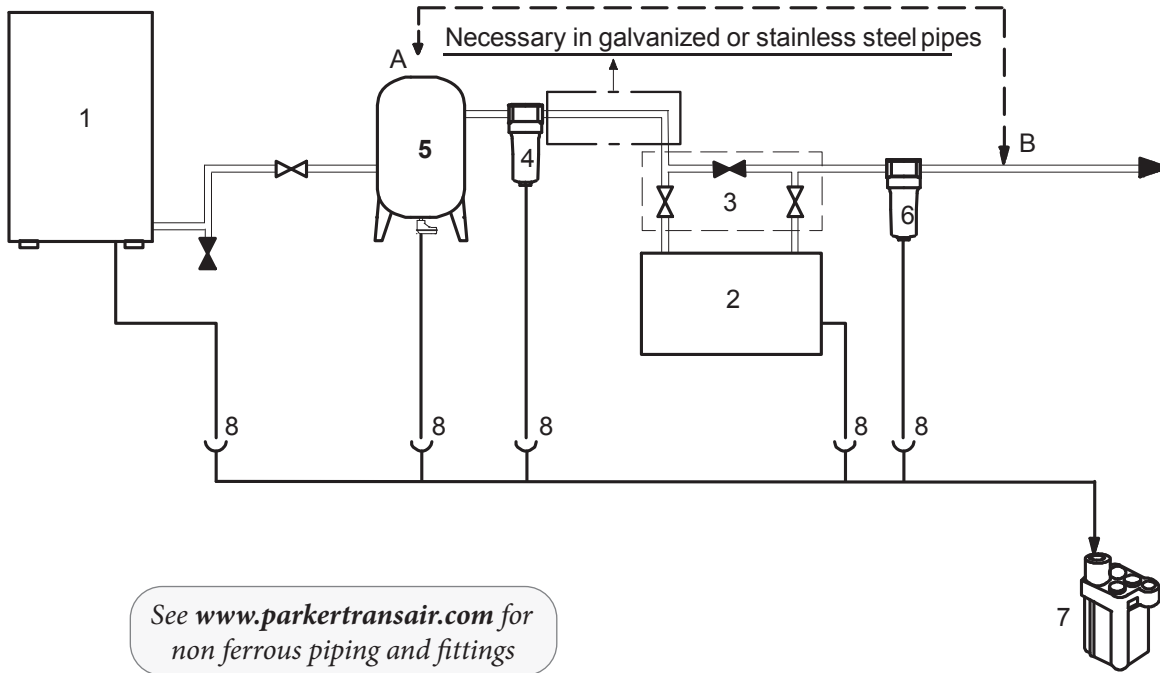 Necessary in galvanized or stainless steel pipes
A
1
5
4
B
3
6
2
8
8
8
8
8
7
See www.parkertransair.com for
non ferrous piping and fittings